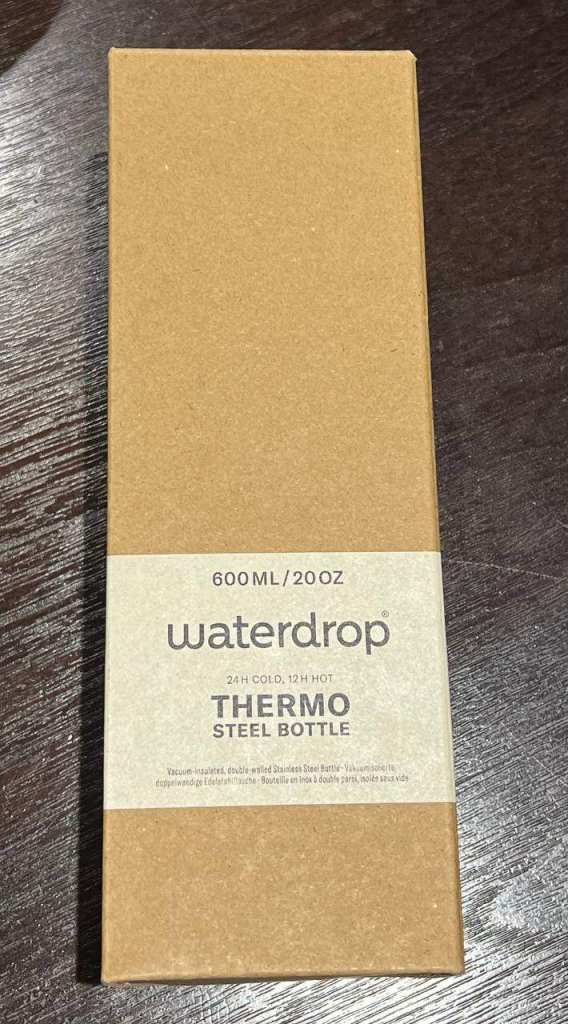 600ML/20OZ
waterdrop®
24H COLD, 12H HOT
THERMO
STEEL BOTTLE
Vacuum-insulated, double-walled Stainless Steel Bottle - Vakuumisolierte,
doppelwandige Edelstahlflasche - Bouteille en inox à double paroi, isolée sous vide